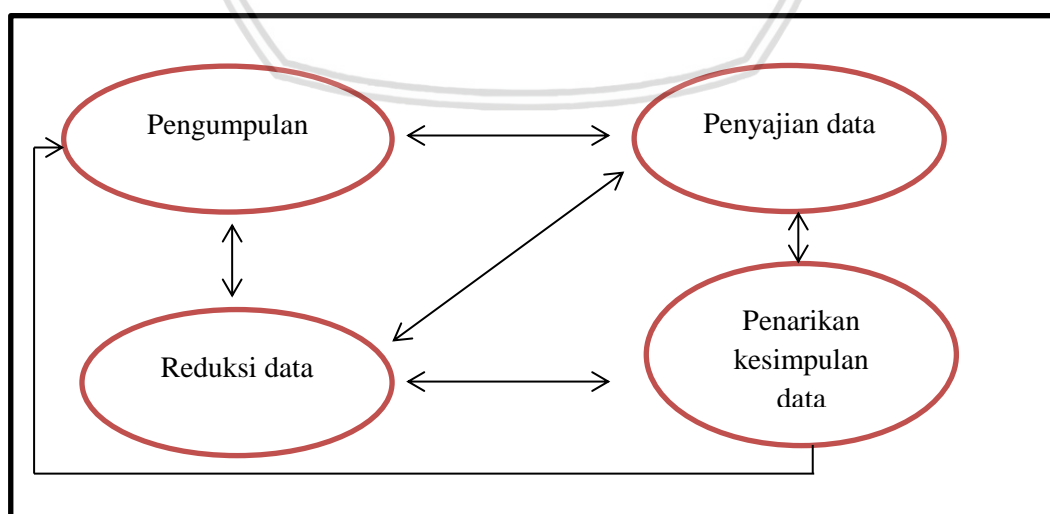 Pengumpulan
Penyajian data
Reduksi data
Penarikan
kesimpulan
data